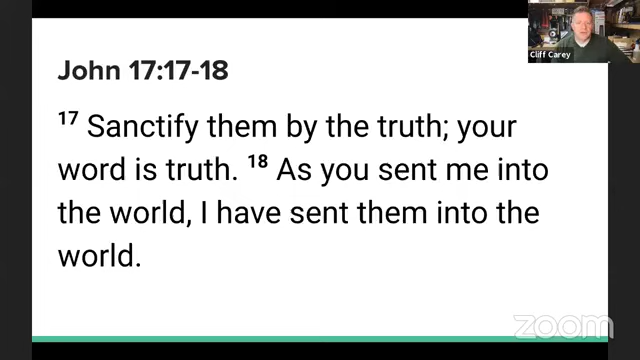 John 17:17-18
17 Sanctify them by the truth; your
word is truth. 18 As you sent me into
the world, I have sent them into the
world.
Cliff Carey
zoom